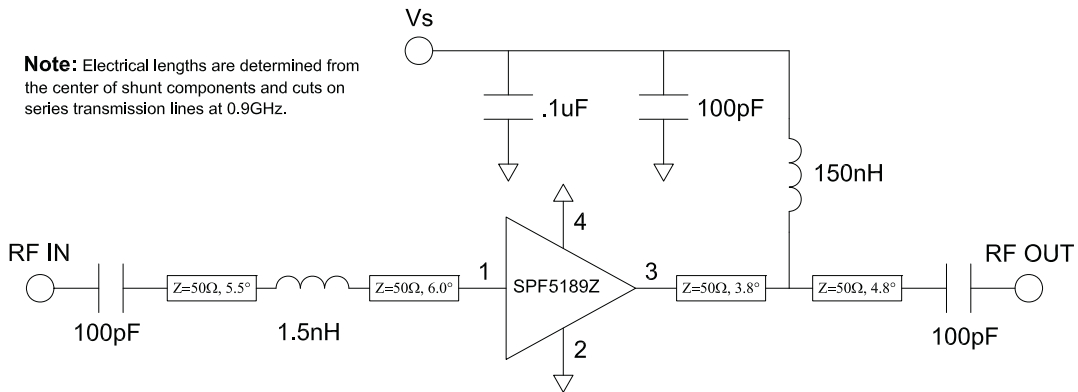 Vs
Note: Electrical lengths are determined from
the center of shunt components and cuts on
series transmission lines at 0.9GHz.
.1uF
100pF
150nH
4
RF IN
1
SPF5189Z
3
RF OUT
Z=50Ω, 5.5°
Z=50Ω, 6.0°
Z=50Ω, 3.8°
Z=50Ω, 4.8°
100pF
1.5nH
2
100pF